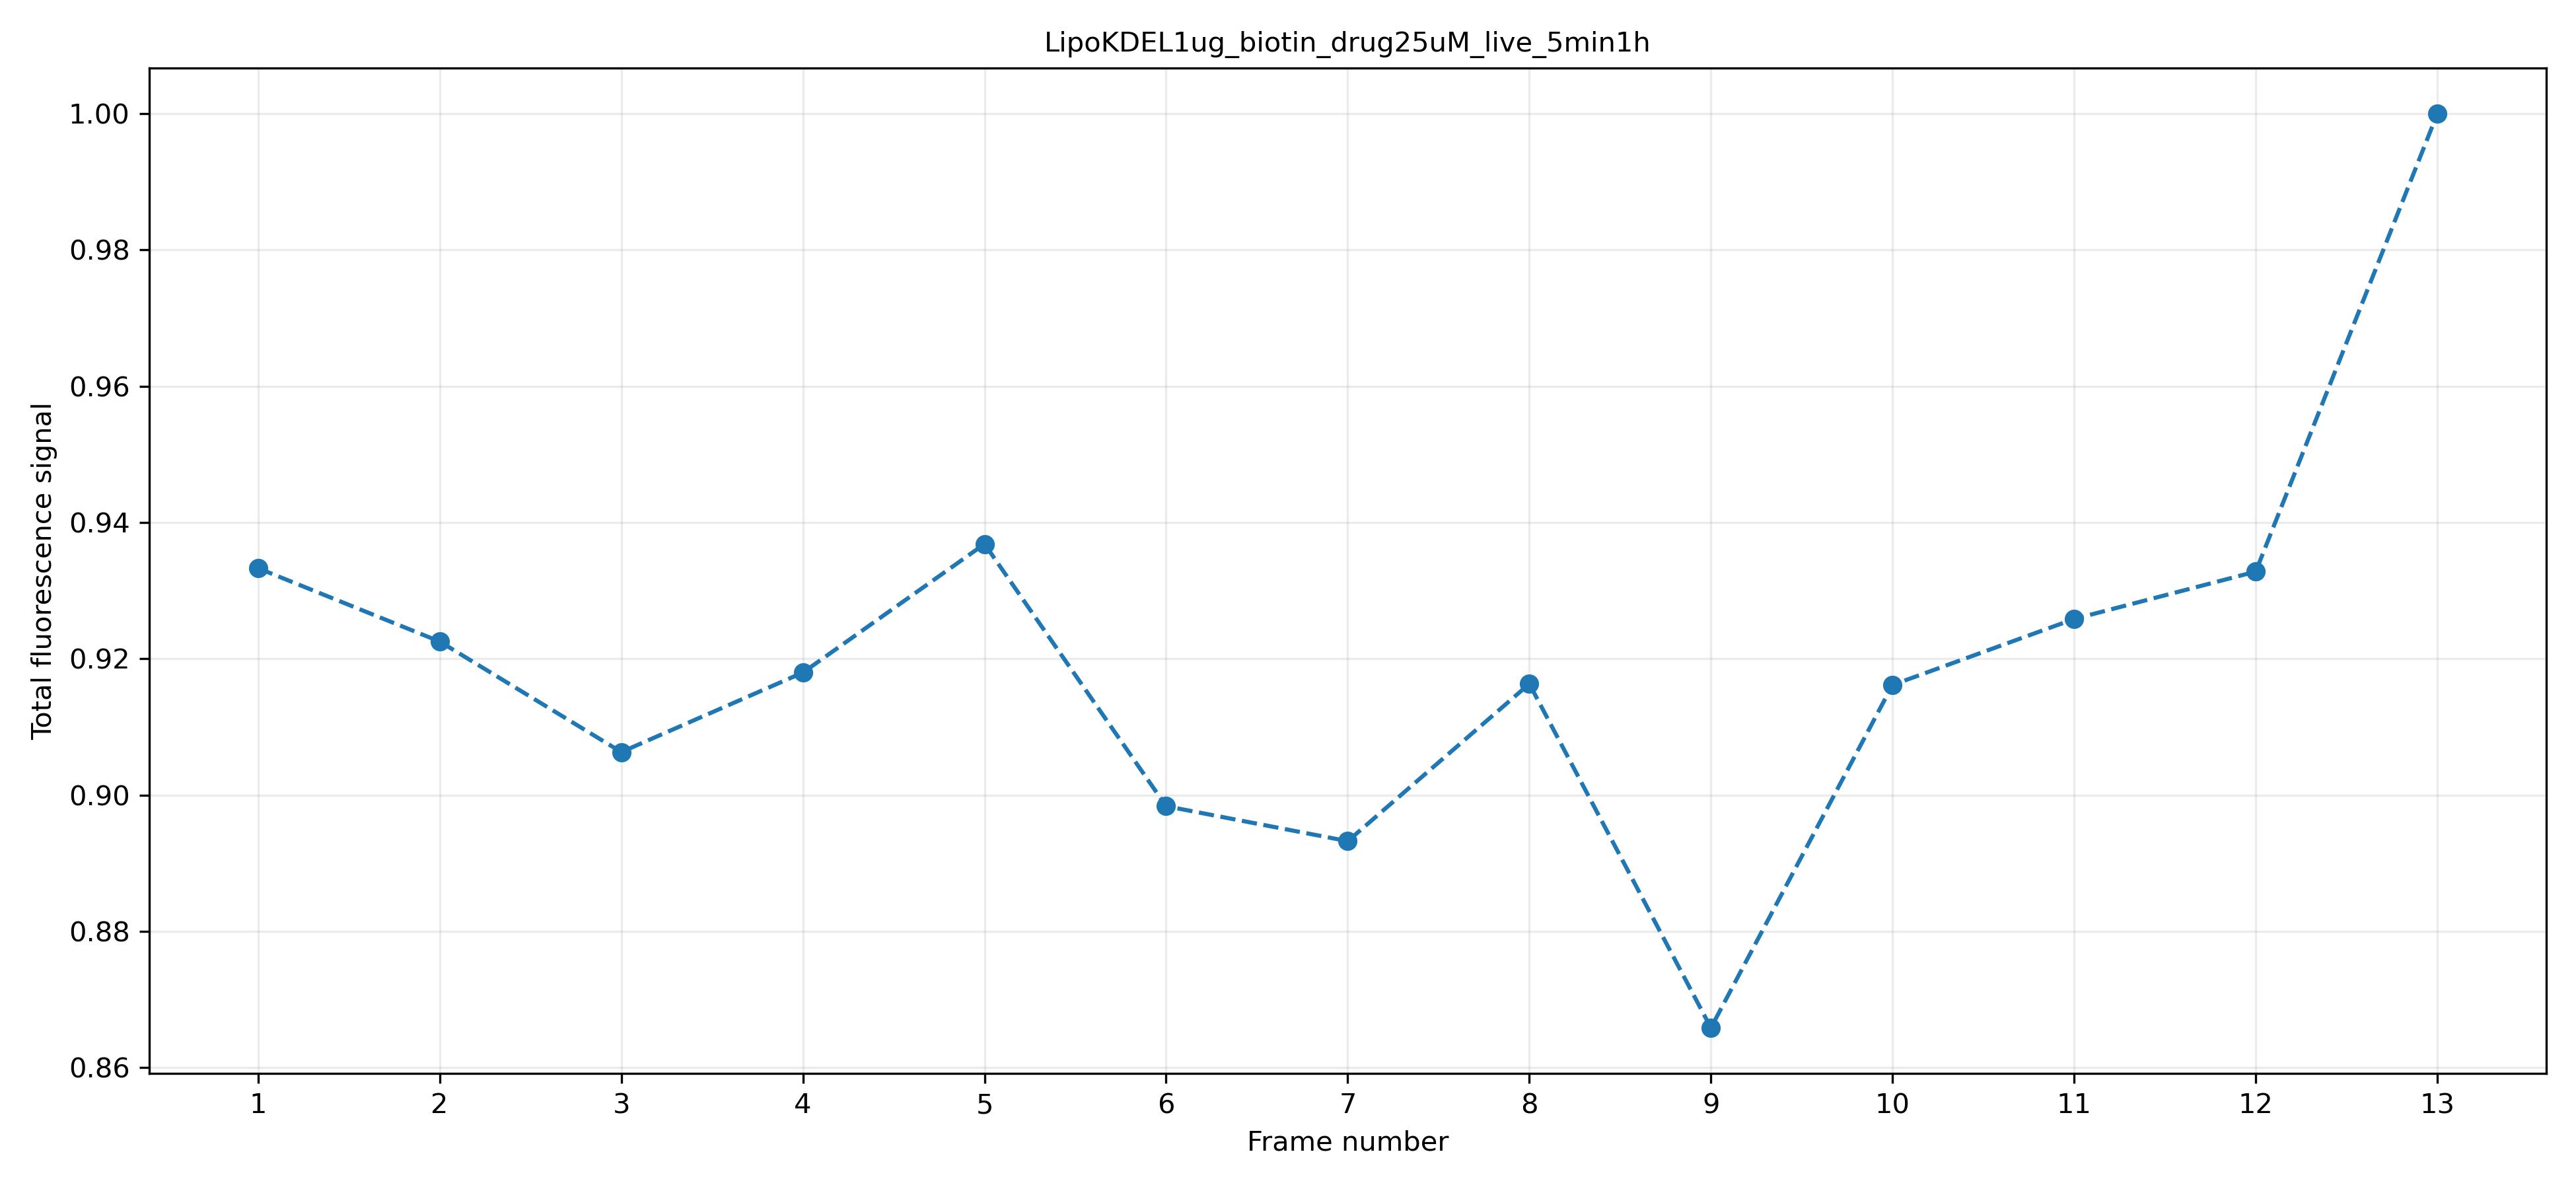 LipoKDEL1ug_biotin_drug25uM_live_5min1h
1.00
0.98
0.96
0.94
0.92
0.90
0.88
0.86
Total fluorescence signal
1 2 3 4 5 6 7 8 9 10 11 12 13
Frame number